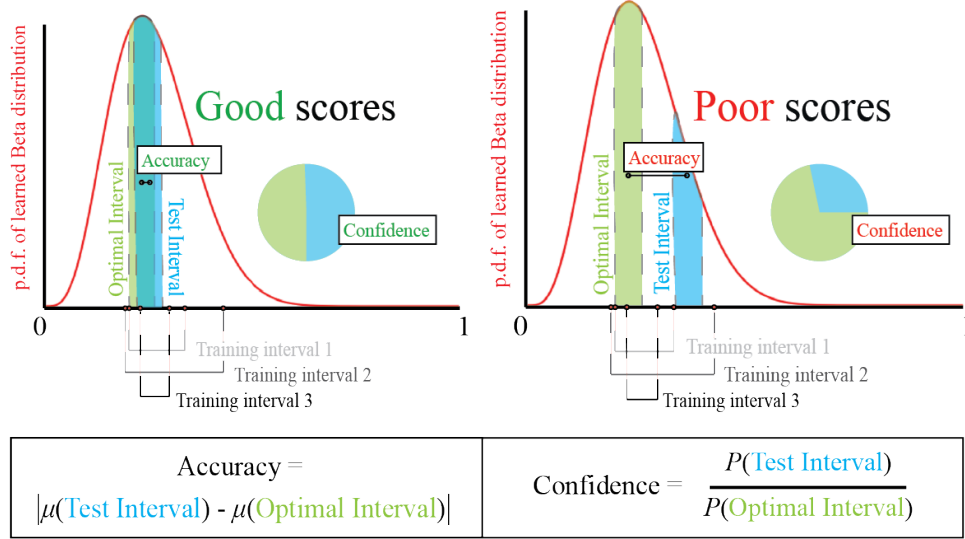 p.d.f. of learned Beta distribution
Good scores
Accuracy
Optimal Interval
Test Interval
Confidence
0
1
Training interval 1
Training interval 2
Training interval 3
p.d.f. of learned Beta distribution
Poor scores
Accuracy
Optimal Interval
Test Interval
Confidence
0
1
Training interval 1
Training interval 2
Training interval 3
Accuracy =
|μ(Test Interval) - μ(Optimal Interval)|
Confidence =
P(Test Interval)
P(Optimal Interval)